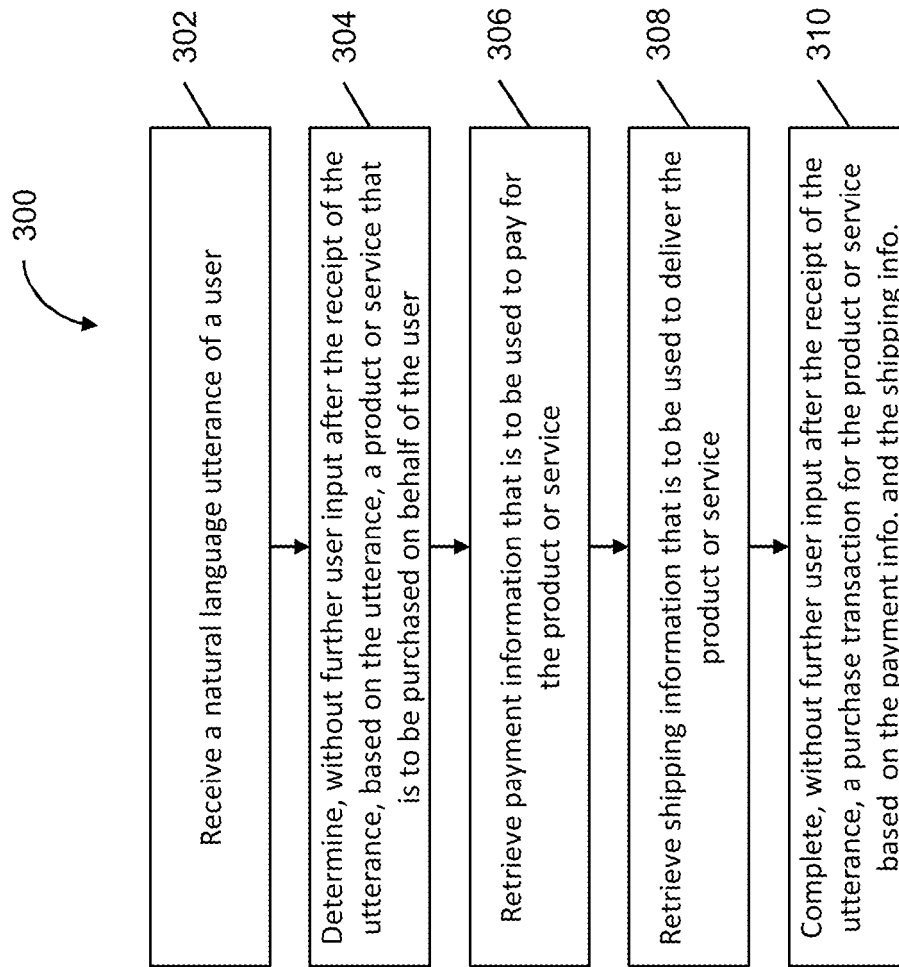 300
Receive a natural language utterance of a user
302
Determine, without further user input after the receipt of the
utterance, based on the utterance, a product or service that
is to be purchased on behalf of the user
304
Retrieve payment information that is to be used to pay for
the product or service
306
Retrieve shipping information that is to be used to deliver the
product or service
308
Complete, without further user input after the receipt of the
utterance, a purchase transaction for the product or service
based on the payment info. and the shipping info.
310